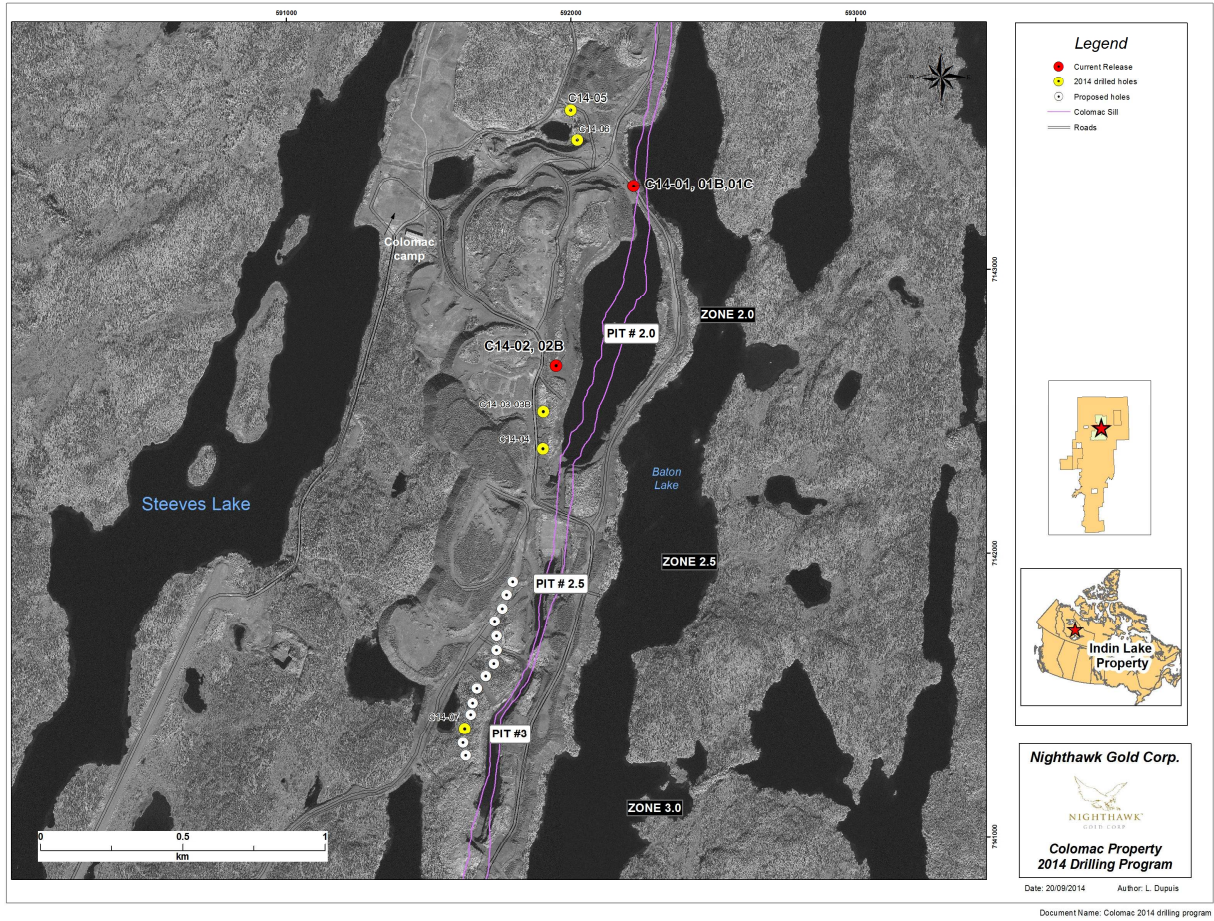 591000
592000
593000
C14-05
C14-06
C14-01, 01B,01C
Colomac
camp
7143000
ZONE 2.0
PIT # 2.0
C14-02, 02B
C14-03-03B
C14-04
Baton
Lake
Steeves Lake
ZONE 2.5
7142000
PIT # 2.5
C14-07
PIT #3
ZONE 3.0
7141000
0 0.5 1
km
Legend
Current Release
2014 drilled holes
Proposed holes
Colomac Sill
Roads
Indin Lake
Property
Nighthawk Gold Corp.
NIGHTHAWK™
GOLD CORP
Colomac Property
2014 Drilling Program
Date: 20/09/2014 Author: L. Dupuis
Document Name: Colomac 2014 drilling program